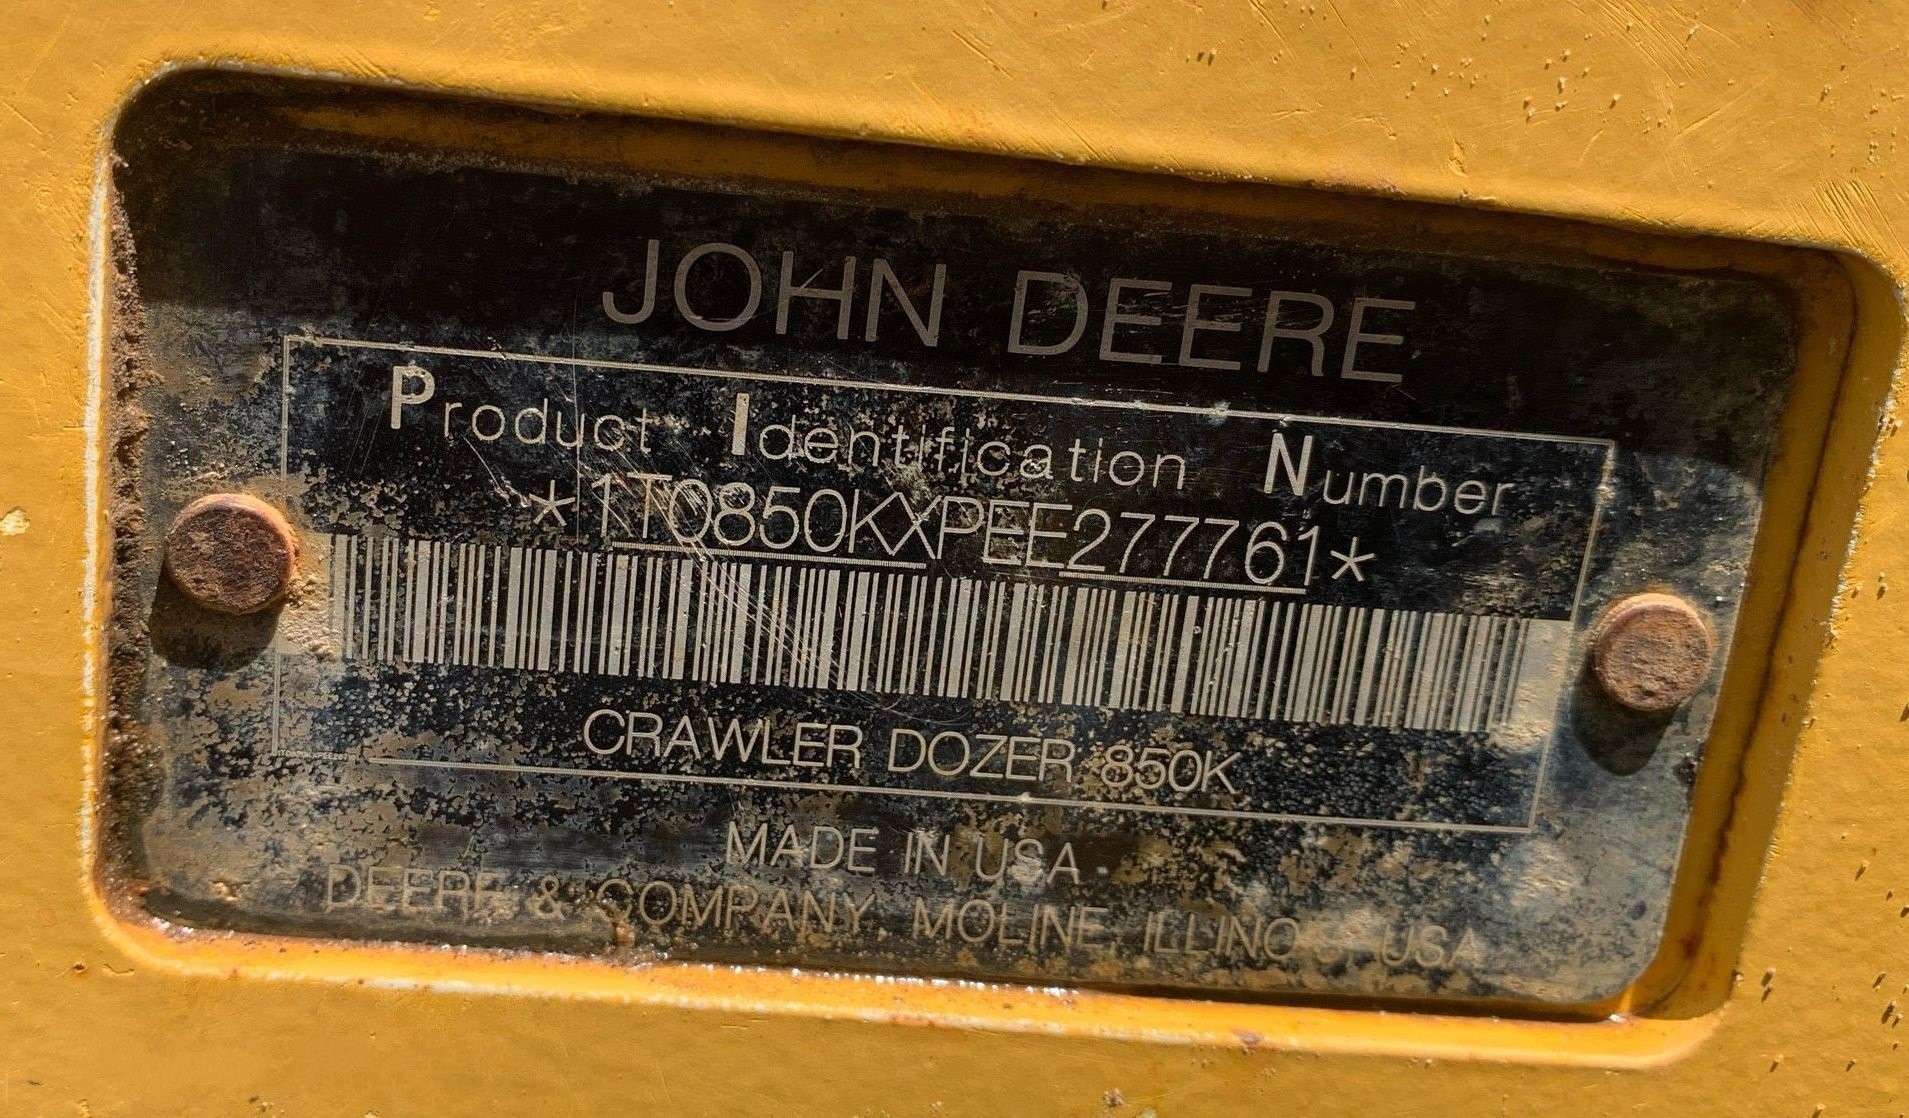 JOHN DEERE
Product Identification Number
*1T0850KXPEE277761*
CRAWLER DOZER 850K
MADE IN USA
DEERE & COMPANY, MOLINE, ILLINOIS, USA